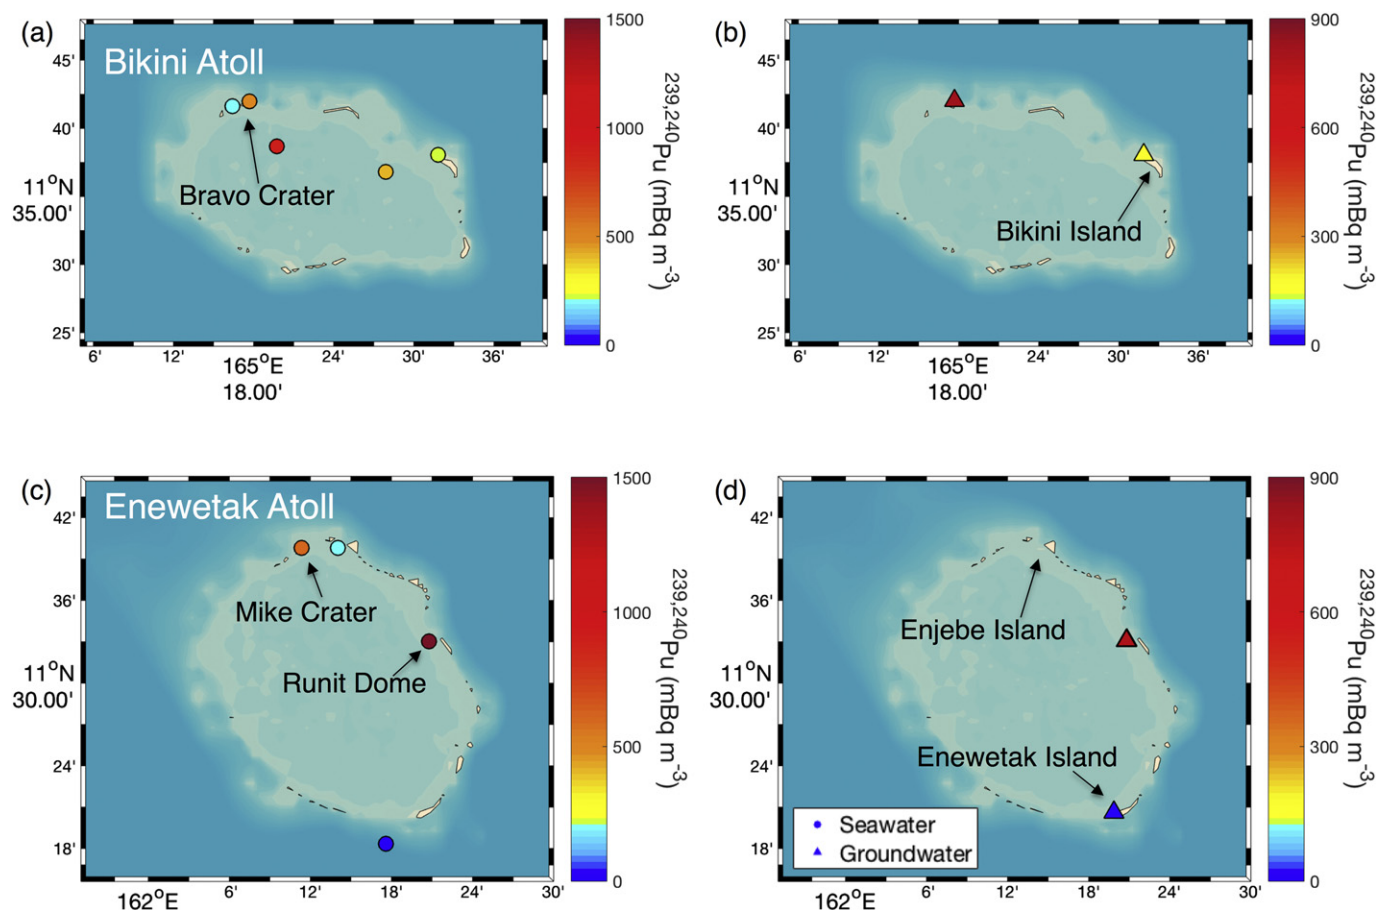 (a)
Bikini Atoll
45'
40'
11°N
35.00'
30'
25'
6'
12'
165°E
18.00'
24'
30'
36'
Bravo Crater
1500
1000
500
0
239,240Pu (mBq m-3)
(b)
45'
40'
11°N
35.00'
30'
25'
6'
12'
165°E
18.00'
24'
30'
36'
Bikini Island
900
600
300
0
239,240Pu (mBq m-3)
(c)
Enewetak Atoll
42'
36'
11°N
30.00'
24'
18'
162°E
6'
12'
18'
24'
30'
Mike Crater
Runit Dome
1500
1000
500
0
239,240Pu (mBq m-3)
(d)
42'
36'
11°N
30.00'
24'
18'
162°E
6'
12'
18'
24'
30'
Enjebe Island
Enewetak Island
Seawater
Groundwater
900
600
300
0
239,240Pu (mBq m-3)